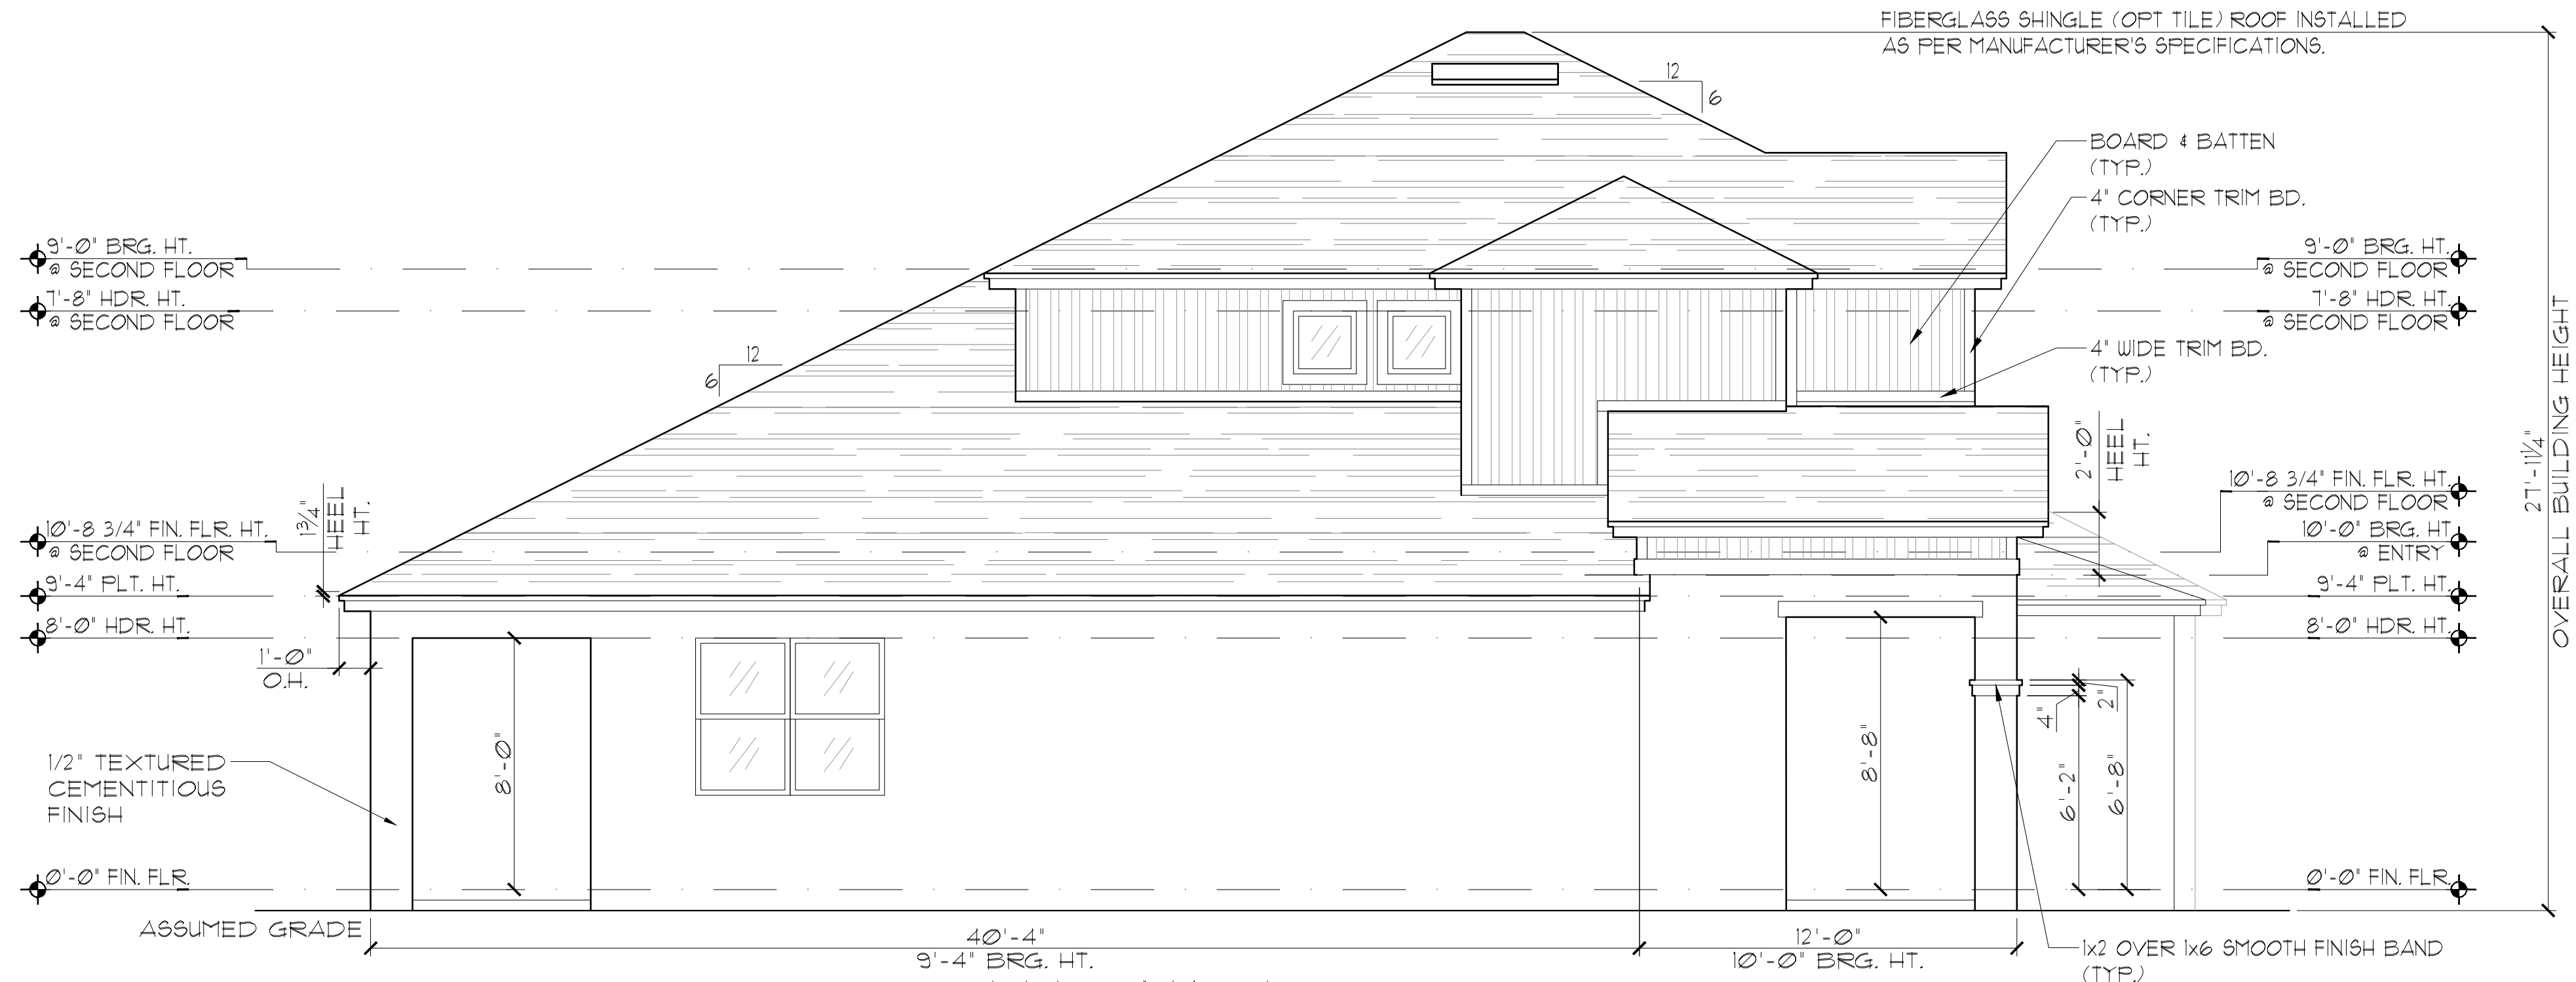 FIBERGLASS SHINGLE (OPT TILE) ROOF INSTALLED
AS PER MANUFACTURER'S SPECIFICATIONS.
12
6
BOARD & BATTEN
(TYP.)
4" CORNER TRIM BD.
(TYP.)
4" WIDE TRIM BD.
(TYP.)
9'-0" BRG. HT.
@ SECOND FLOOR
7'-8" HDR. HT.
@ SECOND FLOOR
9'-0" BRG. HT.
@ SECOND FLOOR
7'-8" HDR. HT.
@ SECOND FLOOR
12
6
2'-0"
HEEL
HT.
1 3/4"
HEEL
HT.
10'-8 3/4" FIN. FLR. HT.
@ SECOND FLOOR
9'-4" PLT. HT.
8'-0" HDR. HT.
10'-8 3/4" FIN. FLR. HT.
@ SECOND FLOOR
10'-0" BRG. HT
@ ENTRY
9'-4" PLT. HT.
8'-0" HDR. HT.
27'-11 1/4"
OVERALL BUILDING HEIGHT
1'-0"
O.H.
8'-0"
8'-8"
4"
2"
6'-2"
6'-8"
1/2" TEXTURED
CEMENTITIOUS
FINISH
0'-0" FIN. FLR.
0'-0" FIN. FLR.
ASSUMED GRADE
40'-4"
9'-4" BRG. HT.
12'-0"
10'-0" BRG. HT.
1x2 OVER 1x6 SMOOTH FINISH BAND
(TYP.)